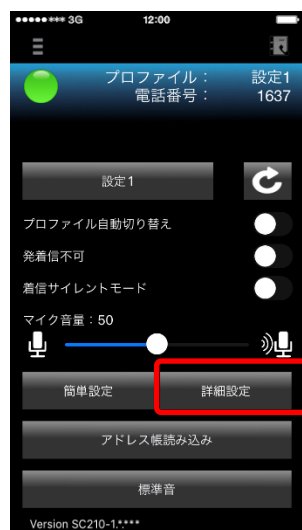 ●●●●●*** 3G 12:00
プロファイル： 設定1
電話番号： 1637
設定1
プロファイル自動切り替え
発着信不可
着信サイレントモード
マイク音量：50
簡単設定 詳細設定
アドレス帳読み込み
標準音
Version SC210-1.*.***